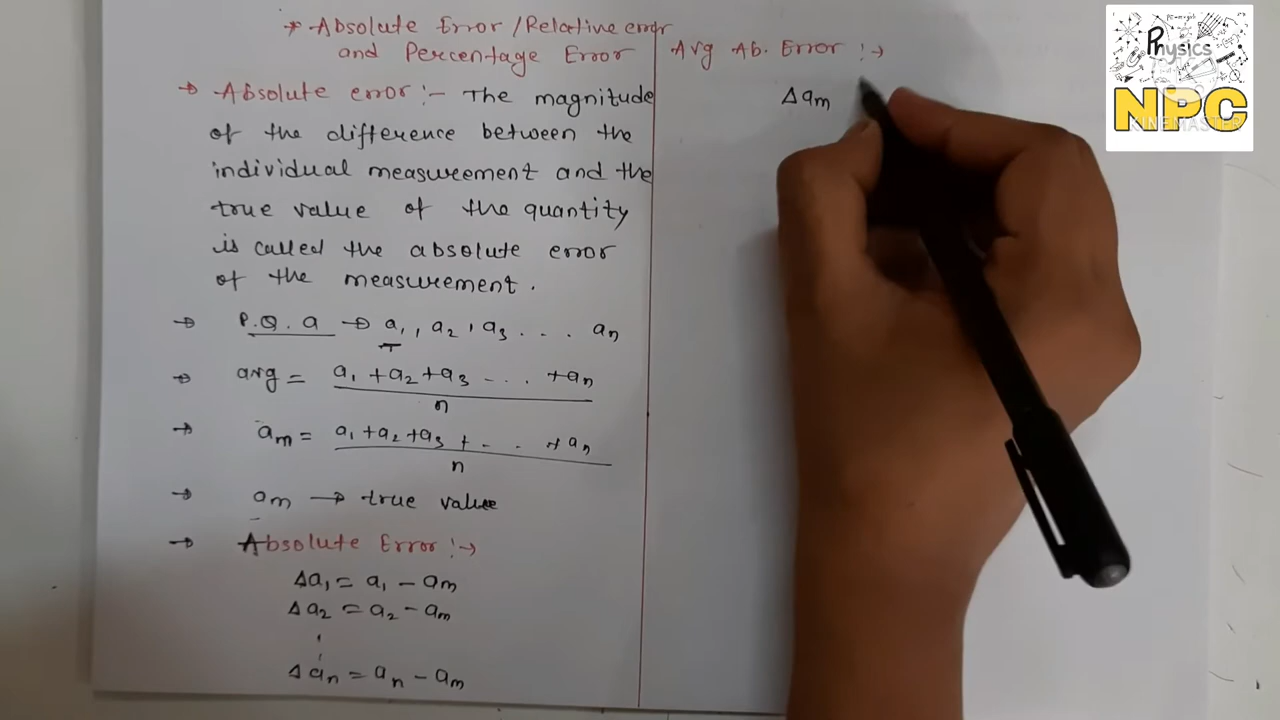 * Absolute Error / Relative error
and Percentage Error
→ Absolute error :- The magnitude
of the difference between the
individual measurement and the
true value of the quantity
is called the absolute error
of the measurement.
→ P.Q. a → a₁, a₂, a₃ . . . aₙ
→ avg = a₁ + a₂ + a₃ - . . . + aₙ
n
→ aₘ = a₁ + a₂ + a₃ + - . . + aₙ
n
→ aₘ → true value
→ Absolute Error :→
Δa₁ = a₁ - aₘ
Δa₂ = a₂ - aₘ
Δaₙ = aₙ - aₘ
Avg Ab. Error :→
Δaₘ
Physics
NPC
KINEMASTER